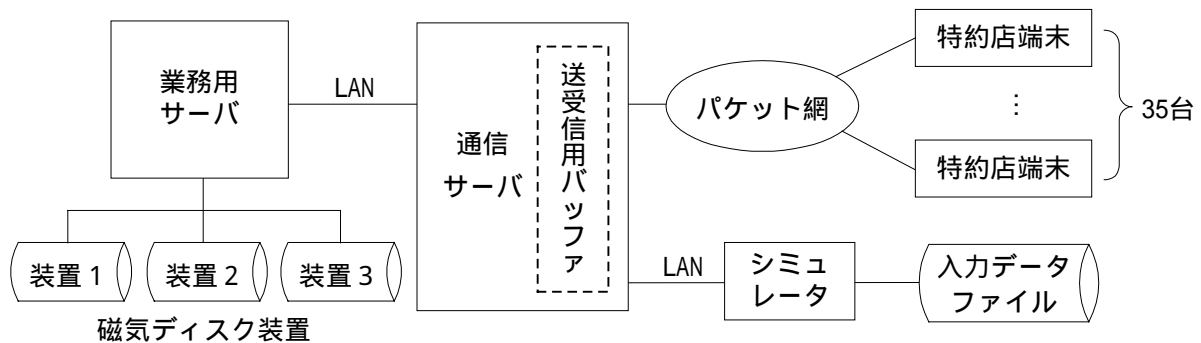 業務用
サーバ
LAN
通信
サーバ
送受信用バッファ
パケット網
特約店端末
⋮
特約店端末
35台
装置1
装置2
装置3
磁気ディスク装置
LAN
シミュ
レータ
入力データ
ファイル